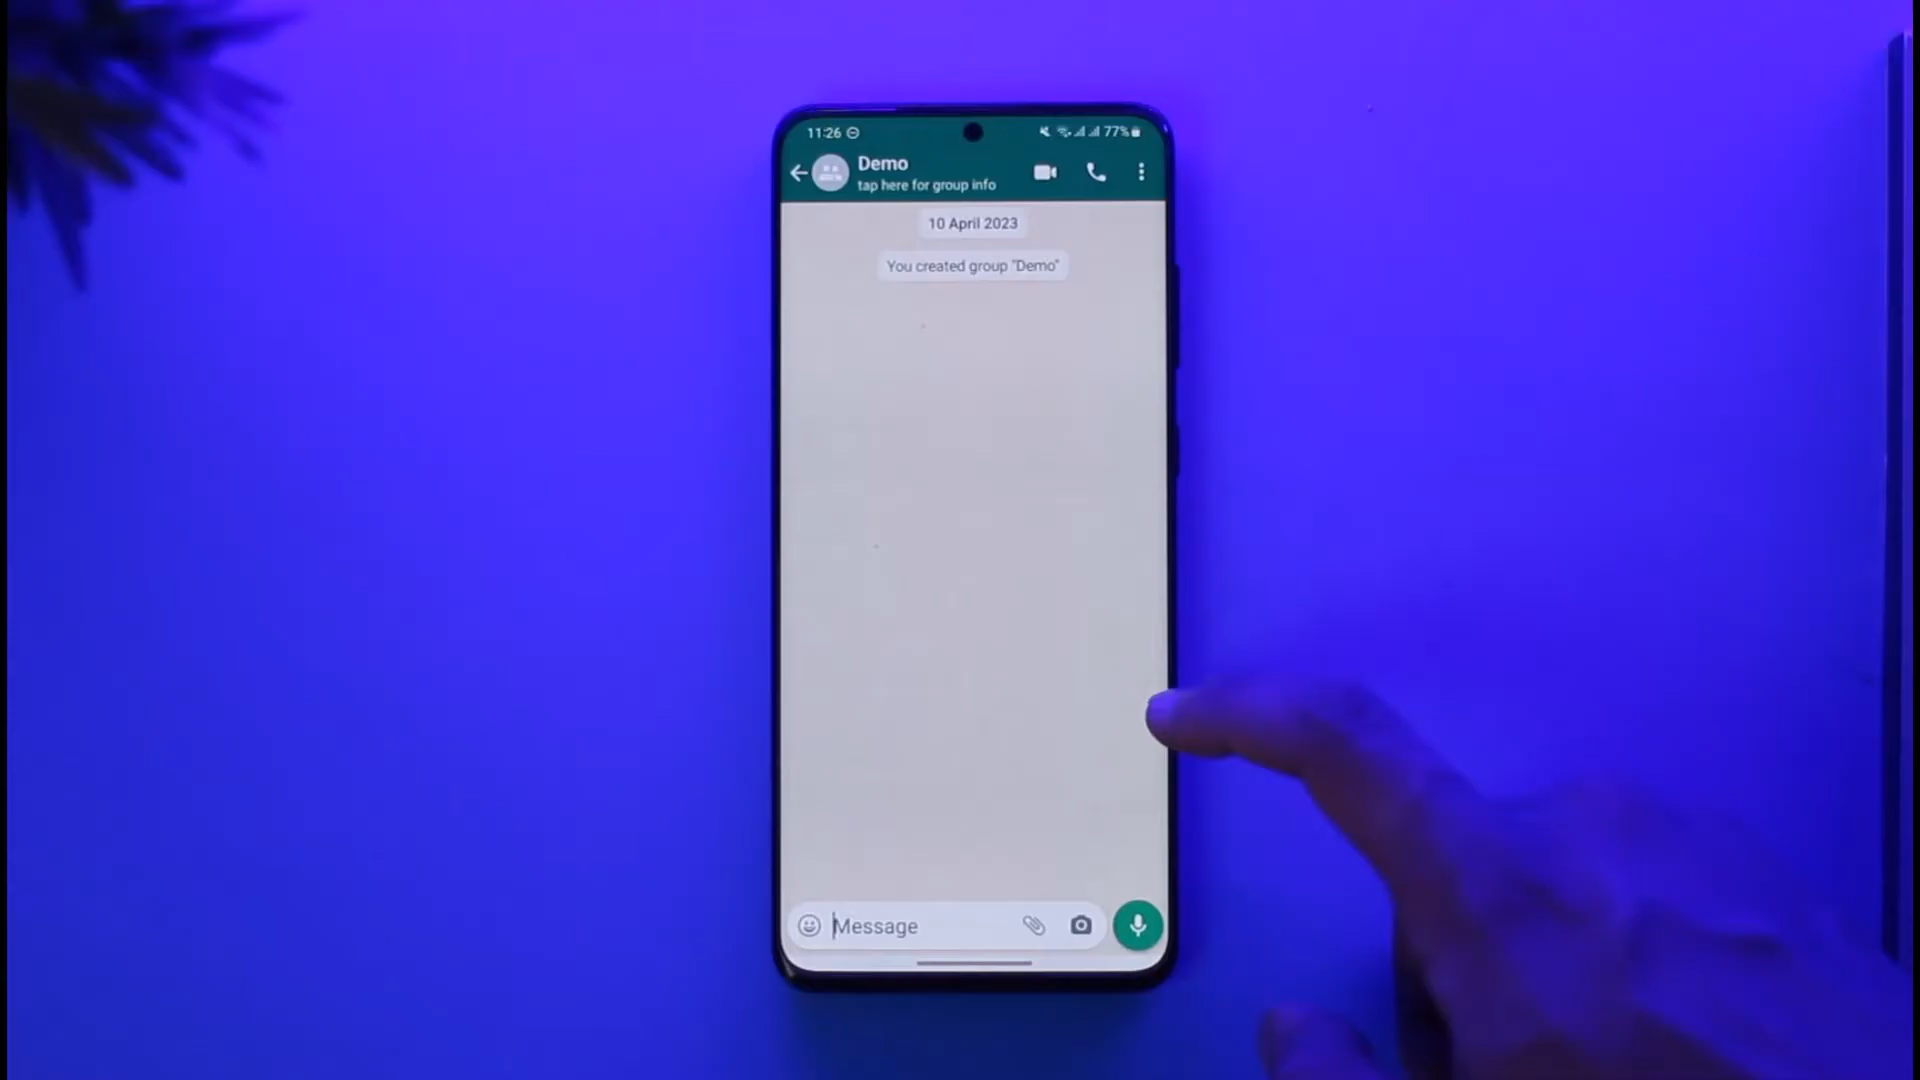 11:26
77%
Demo
tap here for group info
10 April 2023
You created group "Demo"
Message